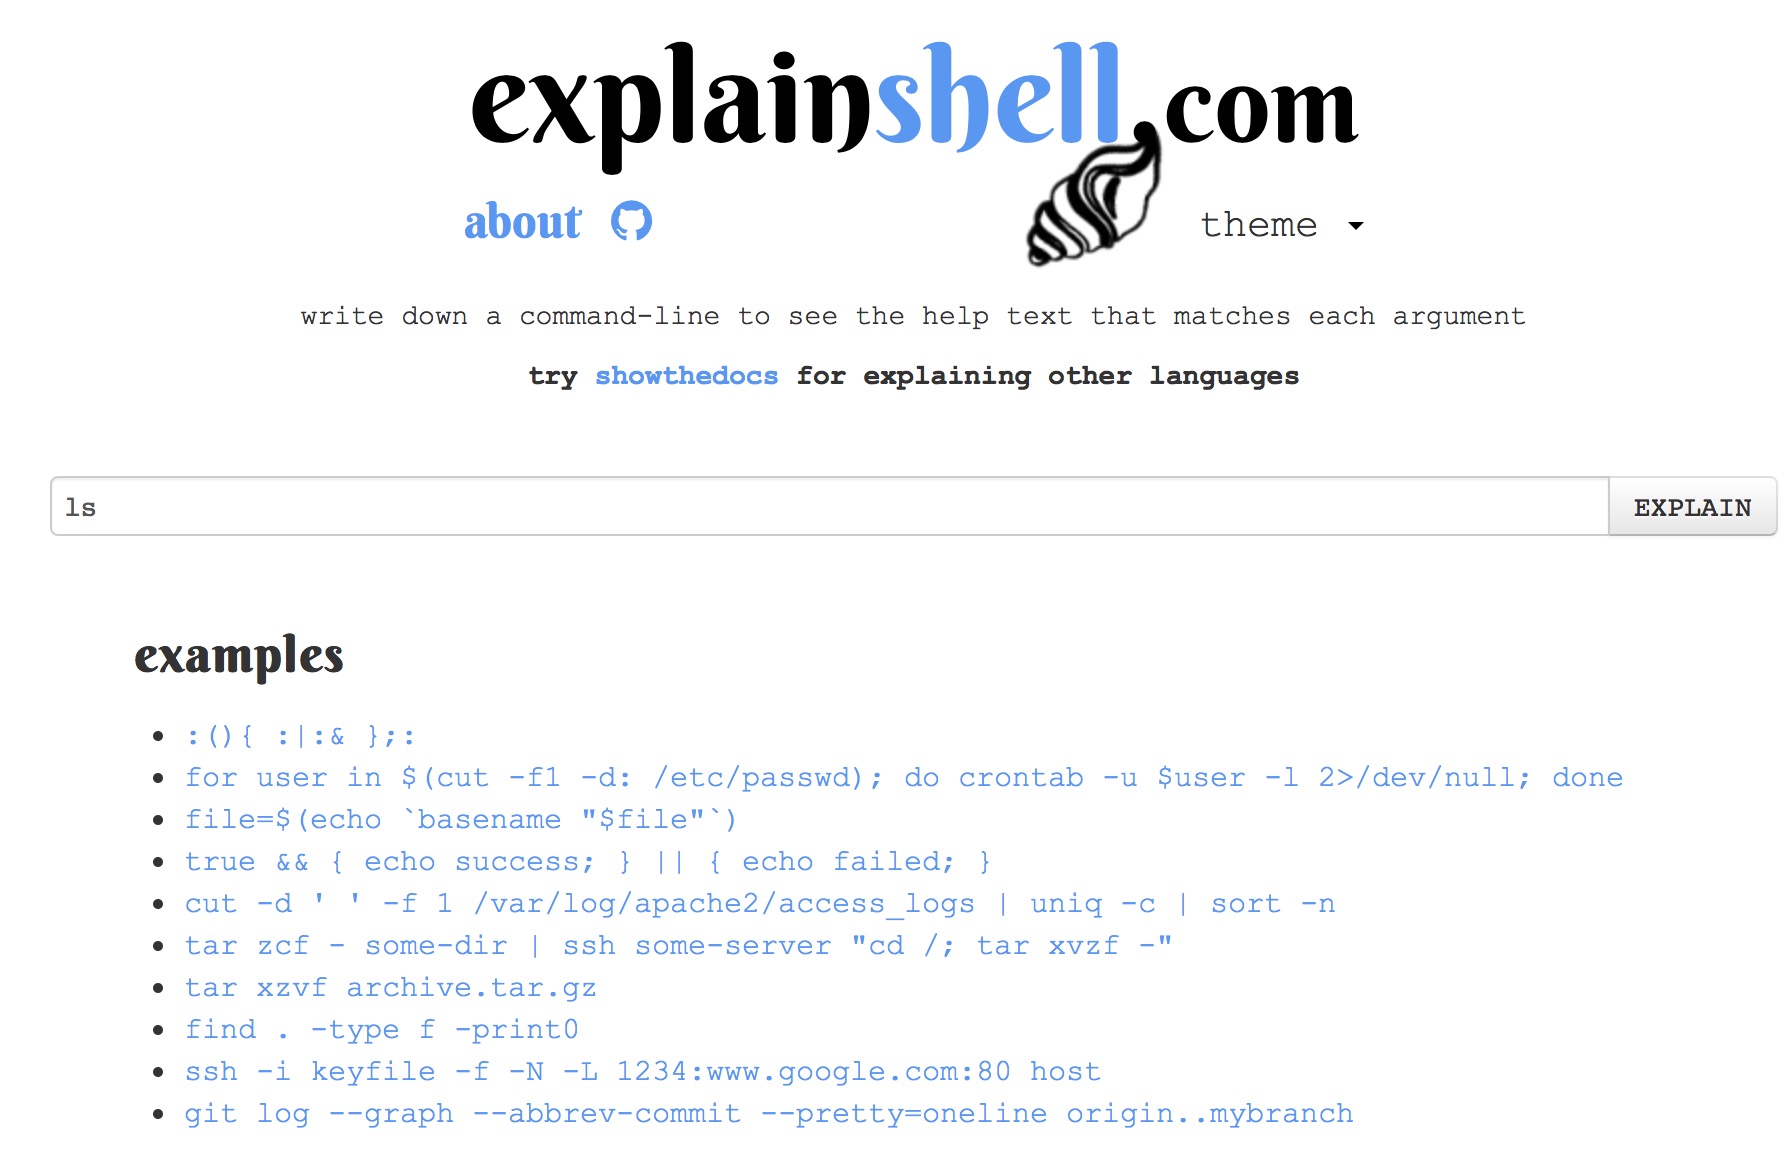 explainshell.com
about
theme
write down a command-line to see the help text that matches each argument
try showthedocs for explaining other languages
ls
EXPLAIN
examples
:(){ :|:& };:
for user in $(cut -f1 -d: /etc/passwd); do crontab -u $user -l 2>/dev/null; done
file=$(echo `basename "$file"`)
true && { echo success; } || { echo failed; }
cut -d ' ' -f 1 /var/log/apache2/access_logs | uniq -c | sort -n
tar zcf - some-dir | ssh some-server "cd /; tar xvzf -"
tar xzvf archive.tar.gz
find . -type f -print0
ssh -i keyfile -f -N -L 1234:www.google.com:80 host
git log --graph --abbrev-commit --pretty=oneline origin..mybranch